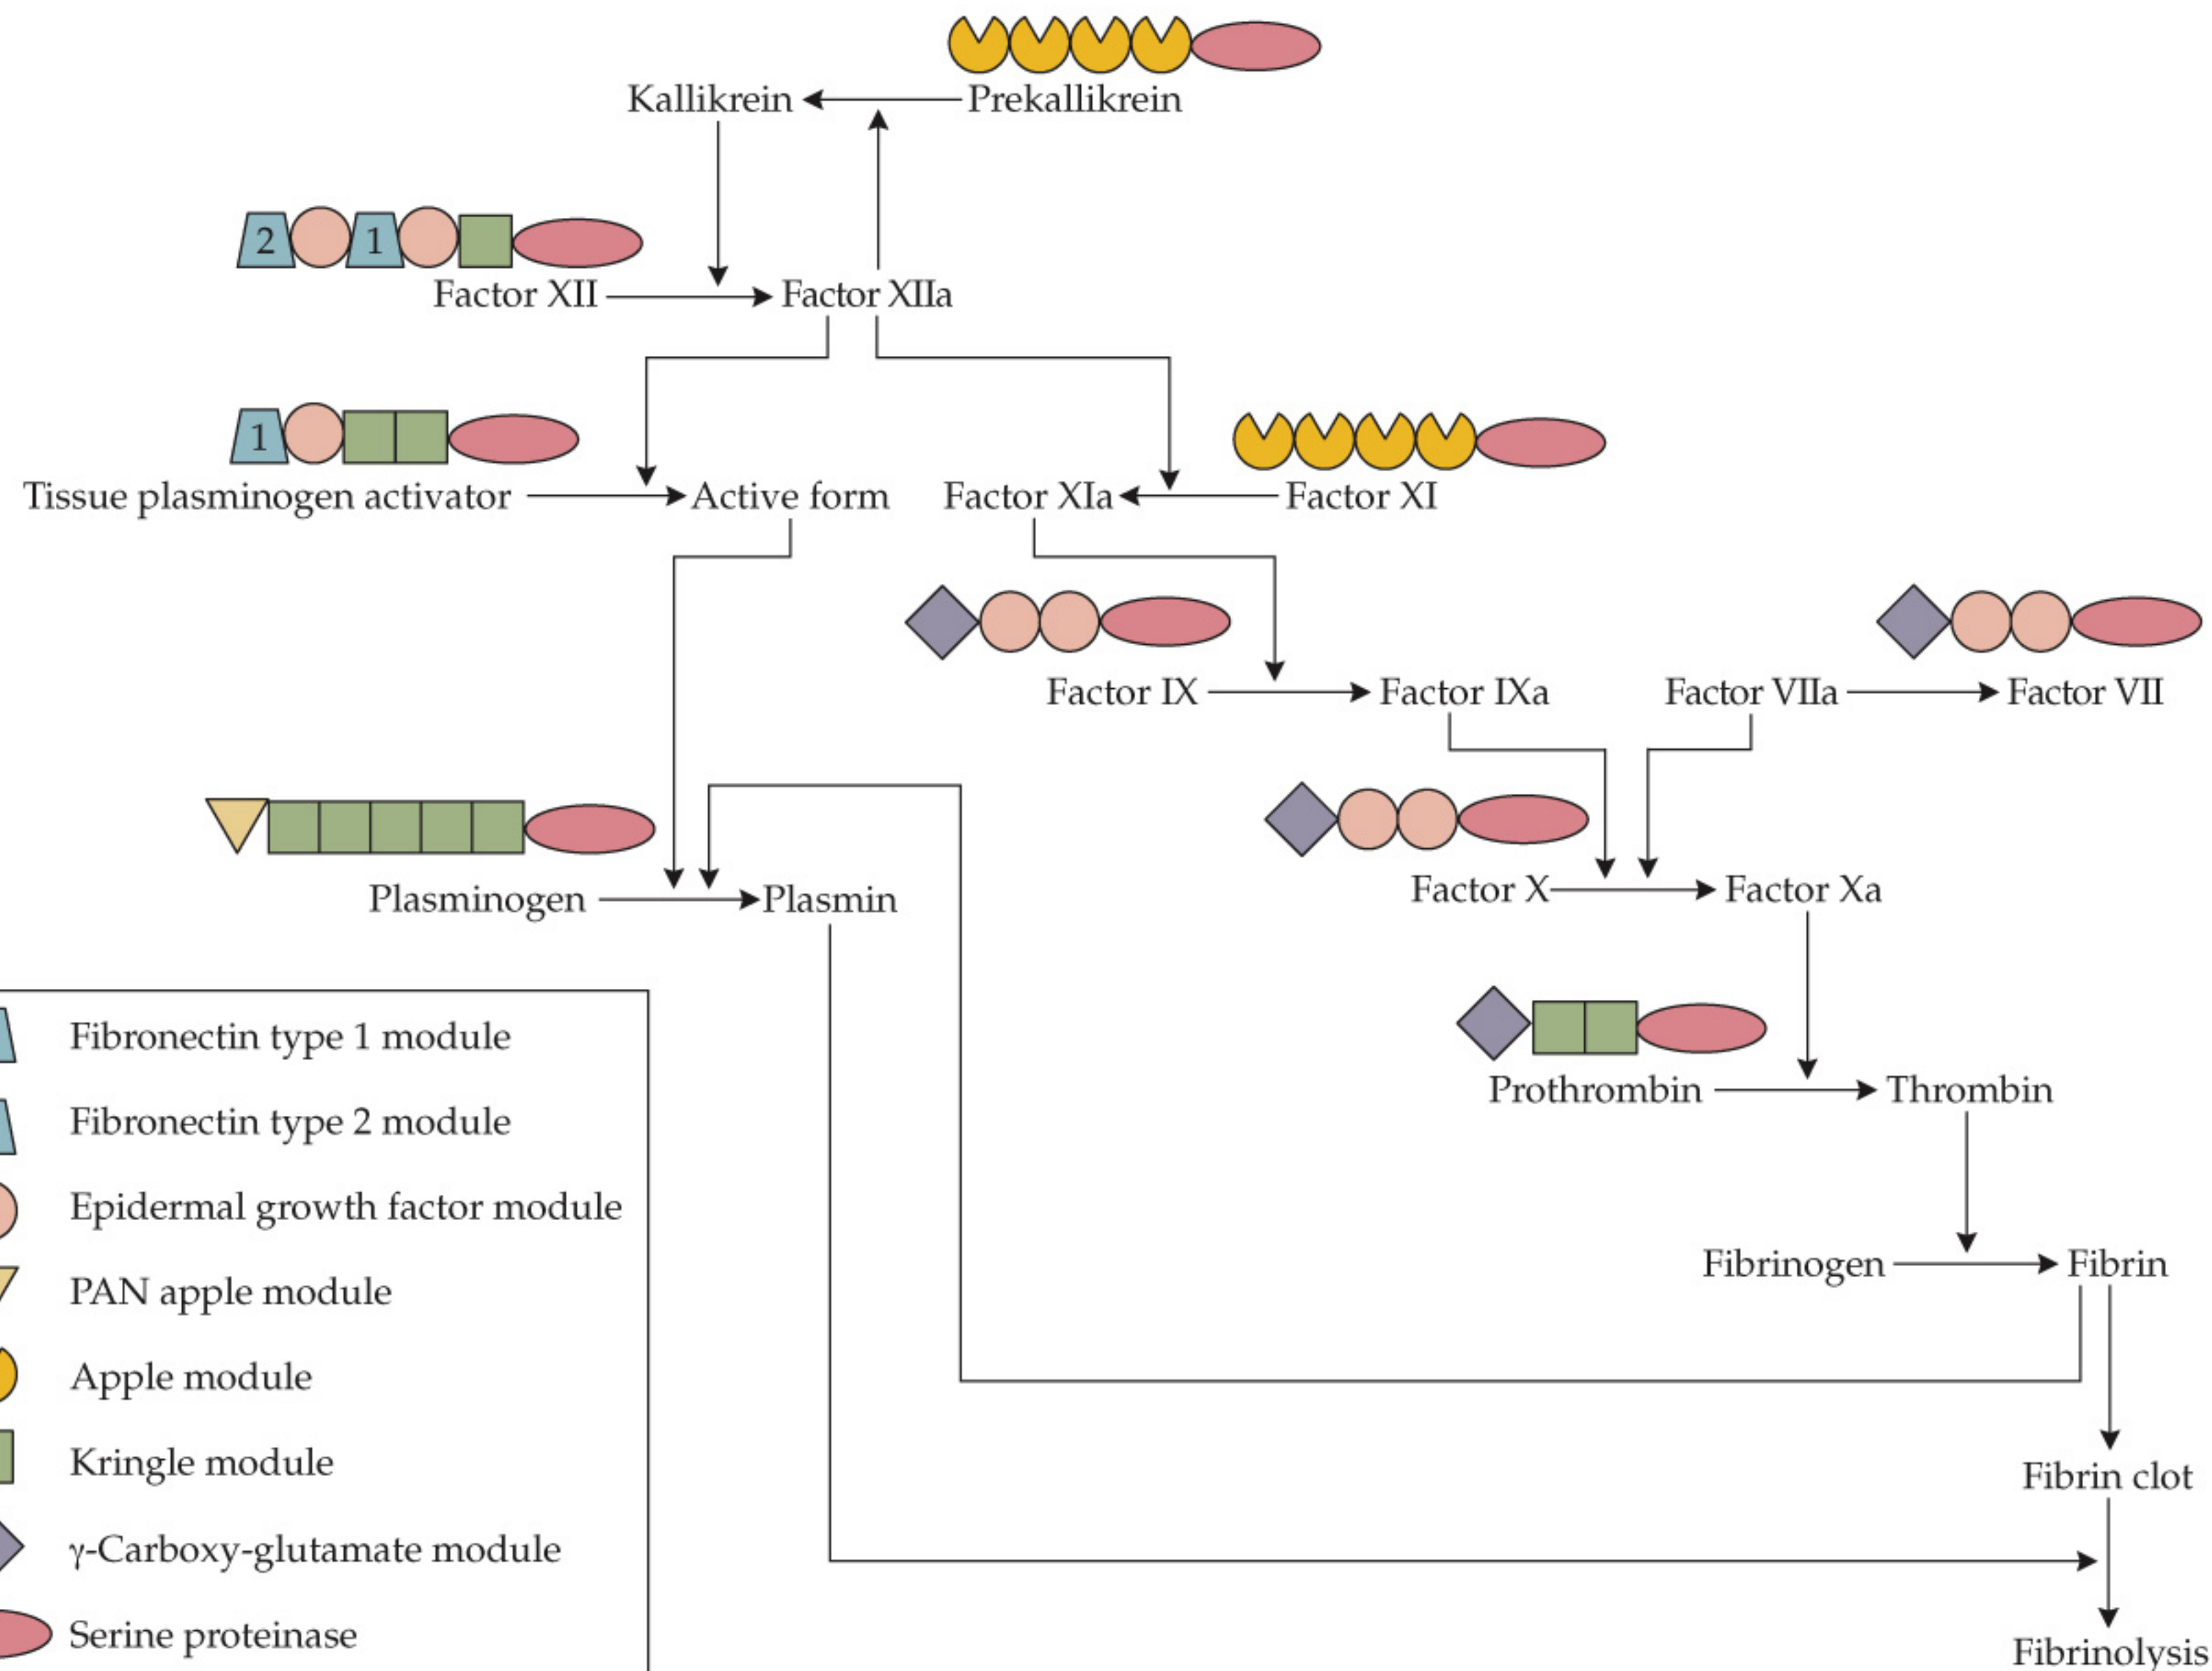 Kallikrein
Prekallikrein
2
1
Factor XII
Factor XIIa
1
Tissue plasminogen activator
Active form
Factor XIa
Factor XI
Factor IX
Factor IXa
Factor VIIa
Factor VII
Plasminogen
Plasmin
Factor X
Factor Xa
Prothrombin
Thrombin
Fibrinogen
Fibrin
Fibrin clot
Fibrinolysis
Fibronectin type 1 module
Fibronectin type 2 module
Epidermal growth factor module
PAN apple module
Apple module
Kringle module
γ-Carboxy-glutamate module
Serine proteinase